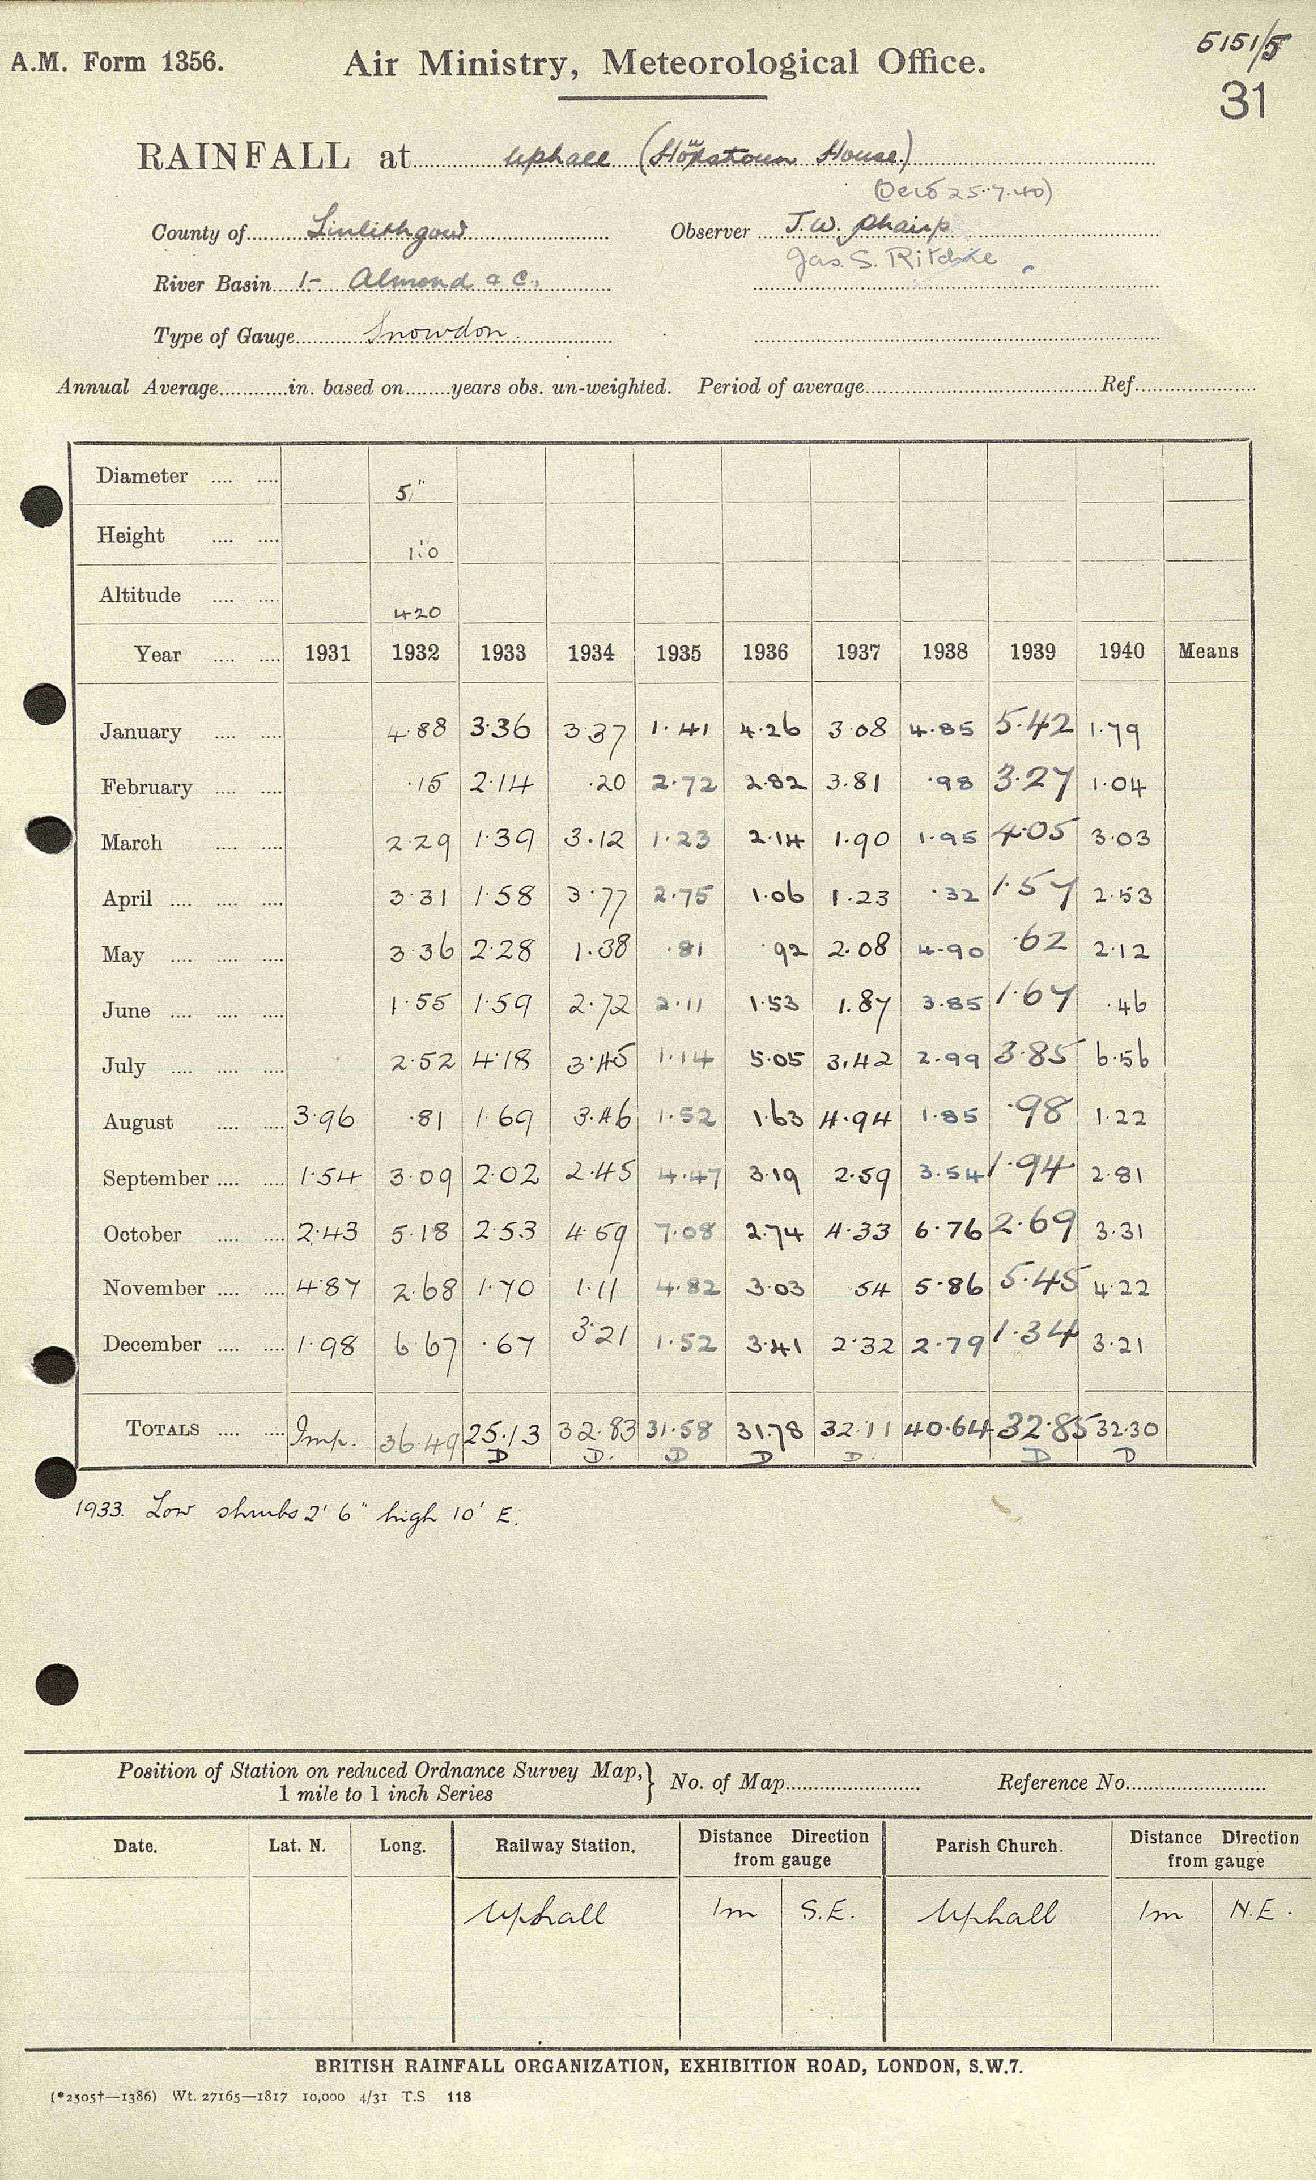 A.M. Form 1356.
Air Ministry, Meteorological Office.
5151/5
31
RAINFALL at Uphall (Houstoun House.)
(Dec'd 25.7.40)
County of Linlithgow Observer J.W. Shairp
Jas. S. Ritchie
River Basin 1- Almond & c.
Type of Gauge Snowdon.
Annual Average............in. based on........years obs. un-weighted. Period of average..............Ref..............
Diameter 5"
Height 1'0
Altitude 420
Year 1931 1932 1933 1934 1935 1936 1937 1938 1939 1940 Means
January 4.88 3.36 3.37 1.41 4.26 3.08 4.85 5.42 1.79
February .15 2.14 .20 2.72 2.82 3.81 .98 3.27 1.04
March 2.29 1.39 3.12 1.23 2.14 1.90 1.95 4.05 3.03
April 3.31 1.58 3.77 2.75 1.06 1.23 .32 1.57 2.53
May 3.36 2.28 1.38 .81 .92 2.08 4.90 .62 2.12
June 1.55 1.59 2.72 2.11 1.53 1.87 3.85 1.67 .46
July 2.52 4.18 3.45 1.14 5.05 3.42 2.99 3.85 6.56
August 3.96 .81 1.69 3.46 1.52 1.63 4.94 1.85 .98 1.22
September 1.54 3.09 2.02 2.45 4.47 3.19 2.59 3.54 1.94 2.81
October 2.43 5.18 2.53 4.59 7.08 2.74 4.33 6.76 2.69 3.31
November 4.87 2.68 1.70 1.11 4.82 3.03 .54 5.86 5.45 4.22
December 1.98 6.67 .67 3.21 1.52 3.41 2.32 2.79 1.34 3.21
TOTALS Imp. 36.49 25.13 32.83 31.58 31.78 32.11 40.64 32.85 32.30
D D. D D D. D D
1933. Low shrubs 2' 6" high 10' E.
Position of Station on reduced Ordnance Survey Map,
1 mile to 1 inch Series
} No. of Map........................ Reference No........................
Date. Lat. N. Long. Railway Station. Distance Direction from gauge Parish Church. Distance Direction from gauge
Uphall 1m S.E. Uphall 1m N.E.
BRITISH RAINFALL ORGANIZATION, EXHIBITION ROAD, LONDON, S.W.7.
(*2505†—1386) Wt. 27165—1817 10,000 4/31 T.S 118